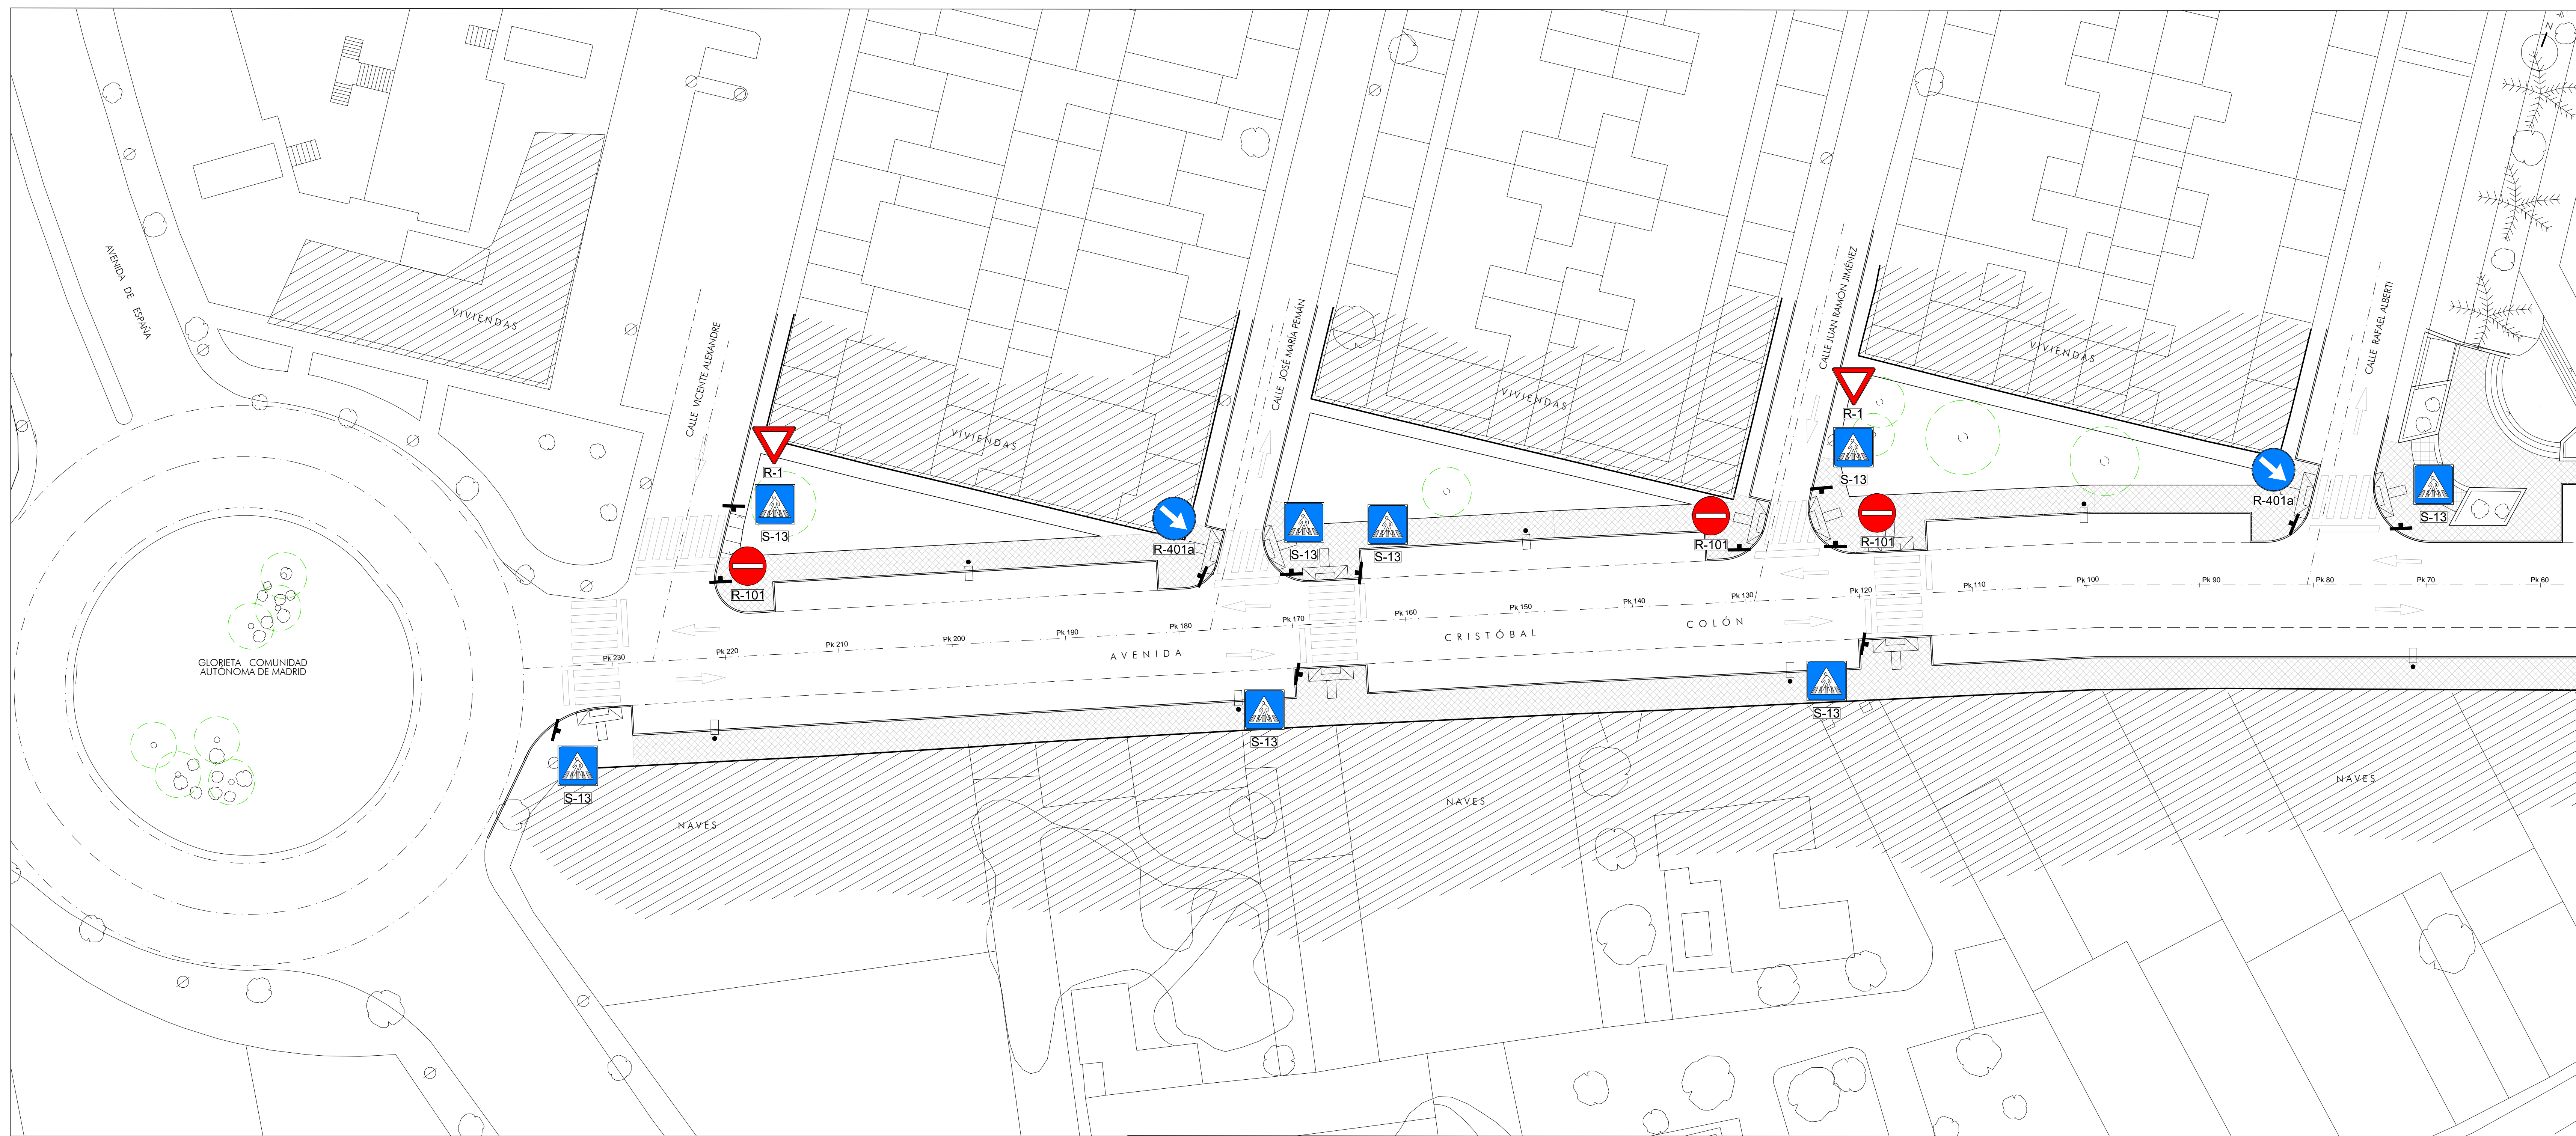 N
AVENIDA DE ESPAÑA
VIVIENDAS
CALLE VICENTE ALEXANDRE
VIVIENDAS
CALLE JOSÉ MARÍA PEMÁN
VIVIENDAS
CALLE JUAN RAMÓN JIMÉNEZ
VIVIENDAS
CALLE RAFAEL ALBERTI
R-1
S-13
R-101
R-401a
S-13
S-13
R-101
R-1
S-13
R-101
R-401a
S-13
Pk 230
Pk 220
Pk 210
Pk 200
Pk 190
Pk 180
Pk 170
Pk 160
Pk 150
Pk 140
Pk 130
Pk 120
Pk 110
Pk 100
Pk 90
Pk 80
Pk 70
Pk 60
AVENIDA CRISTÓBAL COLÓN
GLORIETA COMUNIDAD
AUTÓNOMA DE MADRID
S-13
S-13
S-13
NAVES
NAVES
NAVES